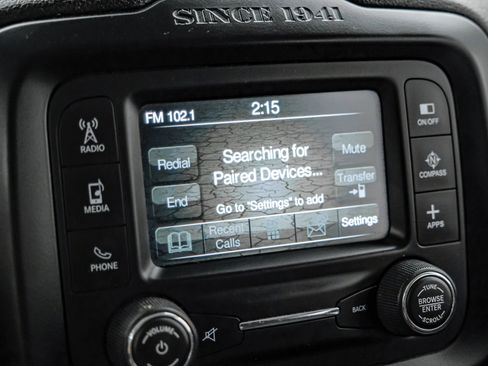 SINCE 1941
FM 102.1
2:15
Redial
Searching for
Paired Devices...
Mute
End
Go to "Settings" to add
Transfer
Recent
Calls
Settings
RADIO
MEDIA
PHONE
ON/OFF
N
COMPASS
APPS
VOLUME
BACK
TUNE
BROWSE
ENTER
SCROLL